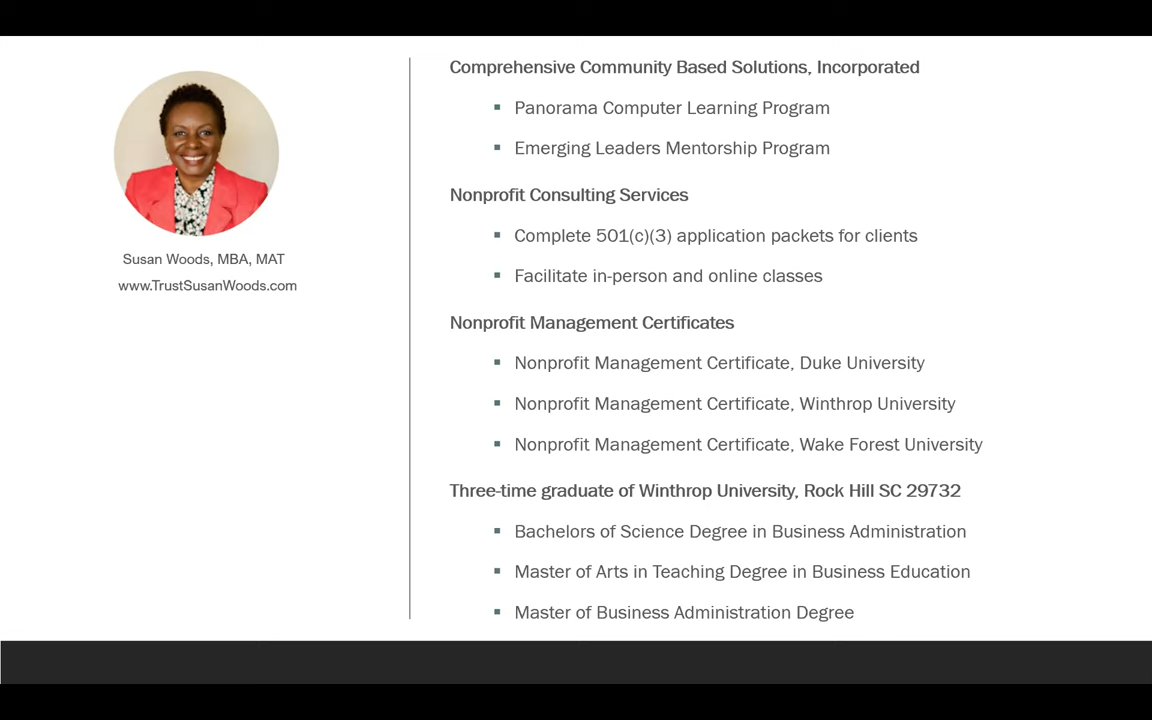 Susan Woods, MBA, MAT
www.TrustSusanWoods.com
Comprehensive Community Based Solutions, Incorporated
Panorama Computer Learning Program
Emerging Leaders Mentorship Program
Nonprofit Consulting Services
Complete 501(c)(3) application packets for clients
Facilitate in-person and online classes
Nonprofit Management Certificates
Nonprofit Management Certificate, Duke University
Nonprofit Management Certificate, Winthrop University
Nonprofit Management Certificate, Wake Forest University
Three-time graduate of Winthrop University, Rock Hill SC 29732
Bachelors of Science Degree in Business Administration
Master of Arts in Teaching Degree in Business Education
Master of Business Administration Degree